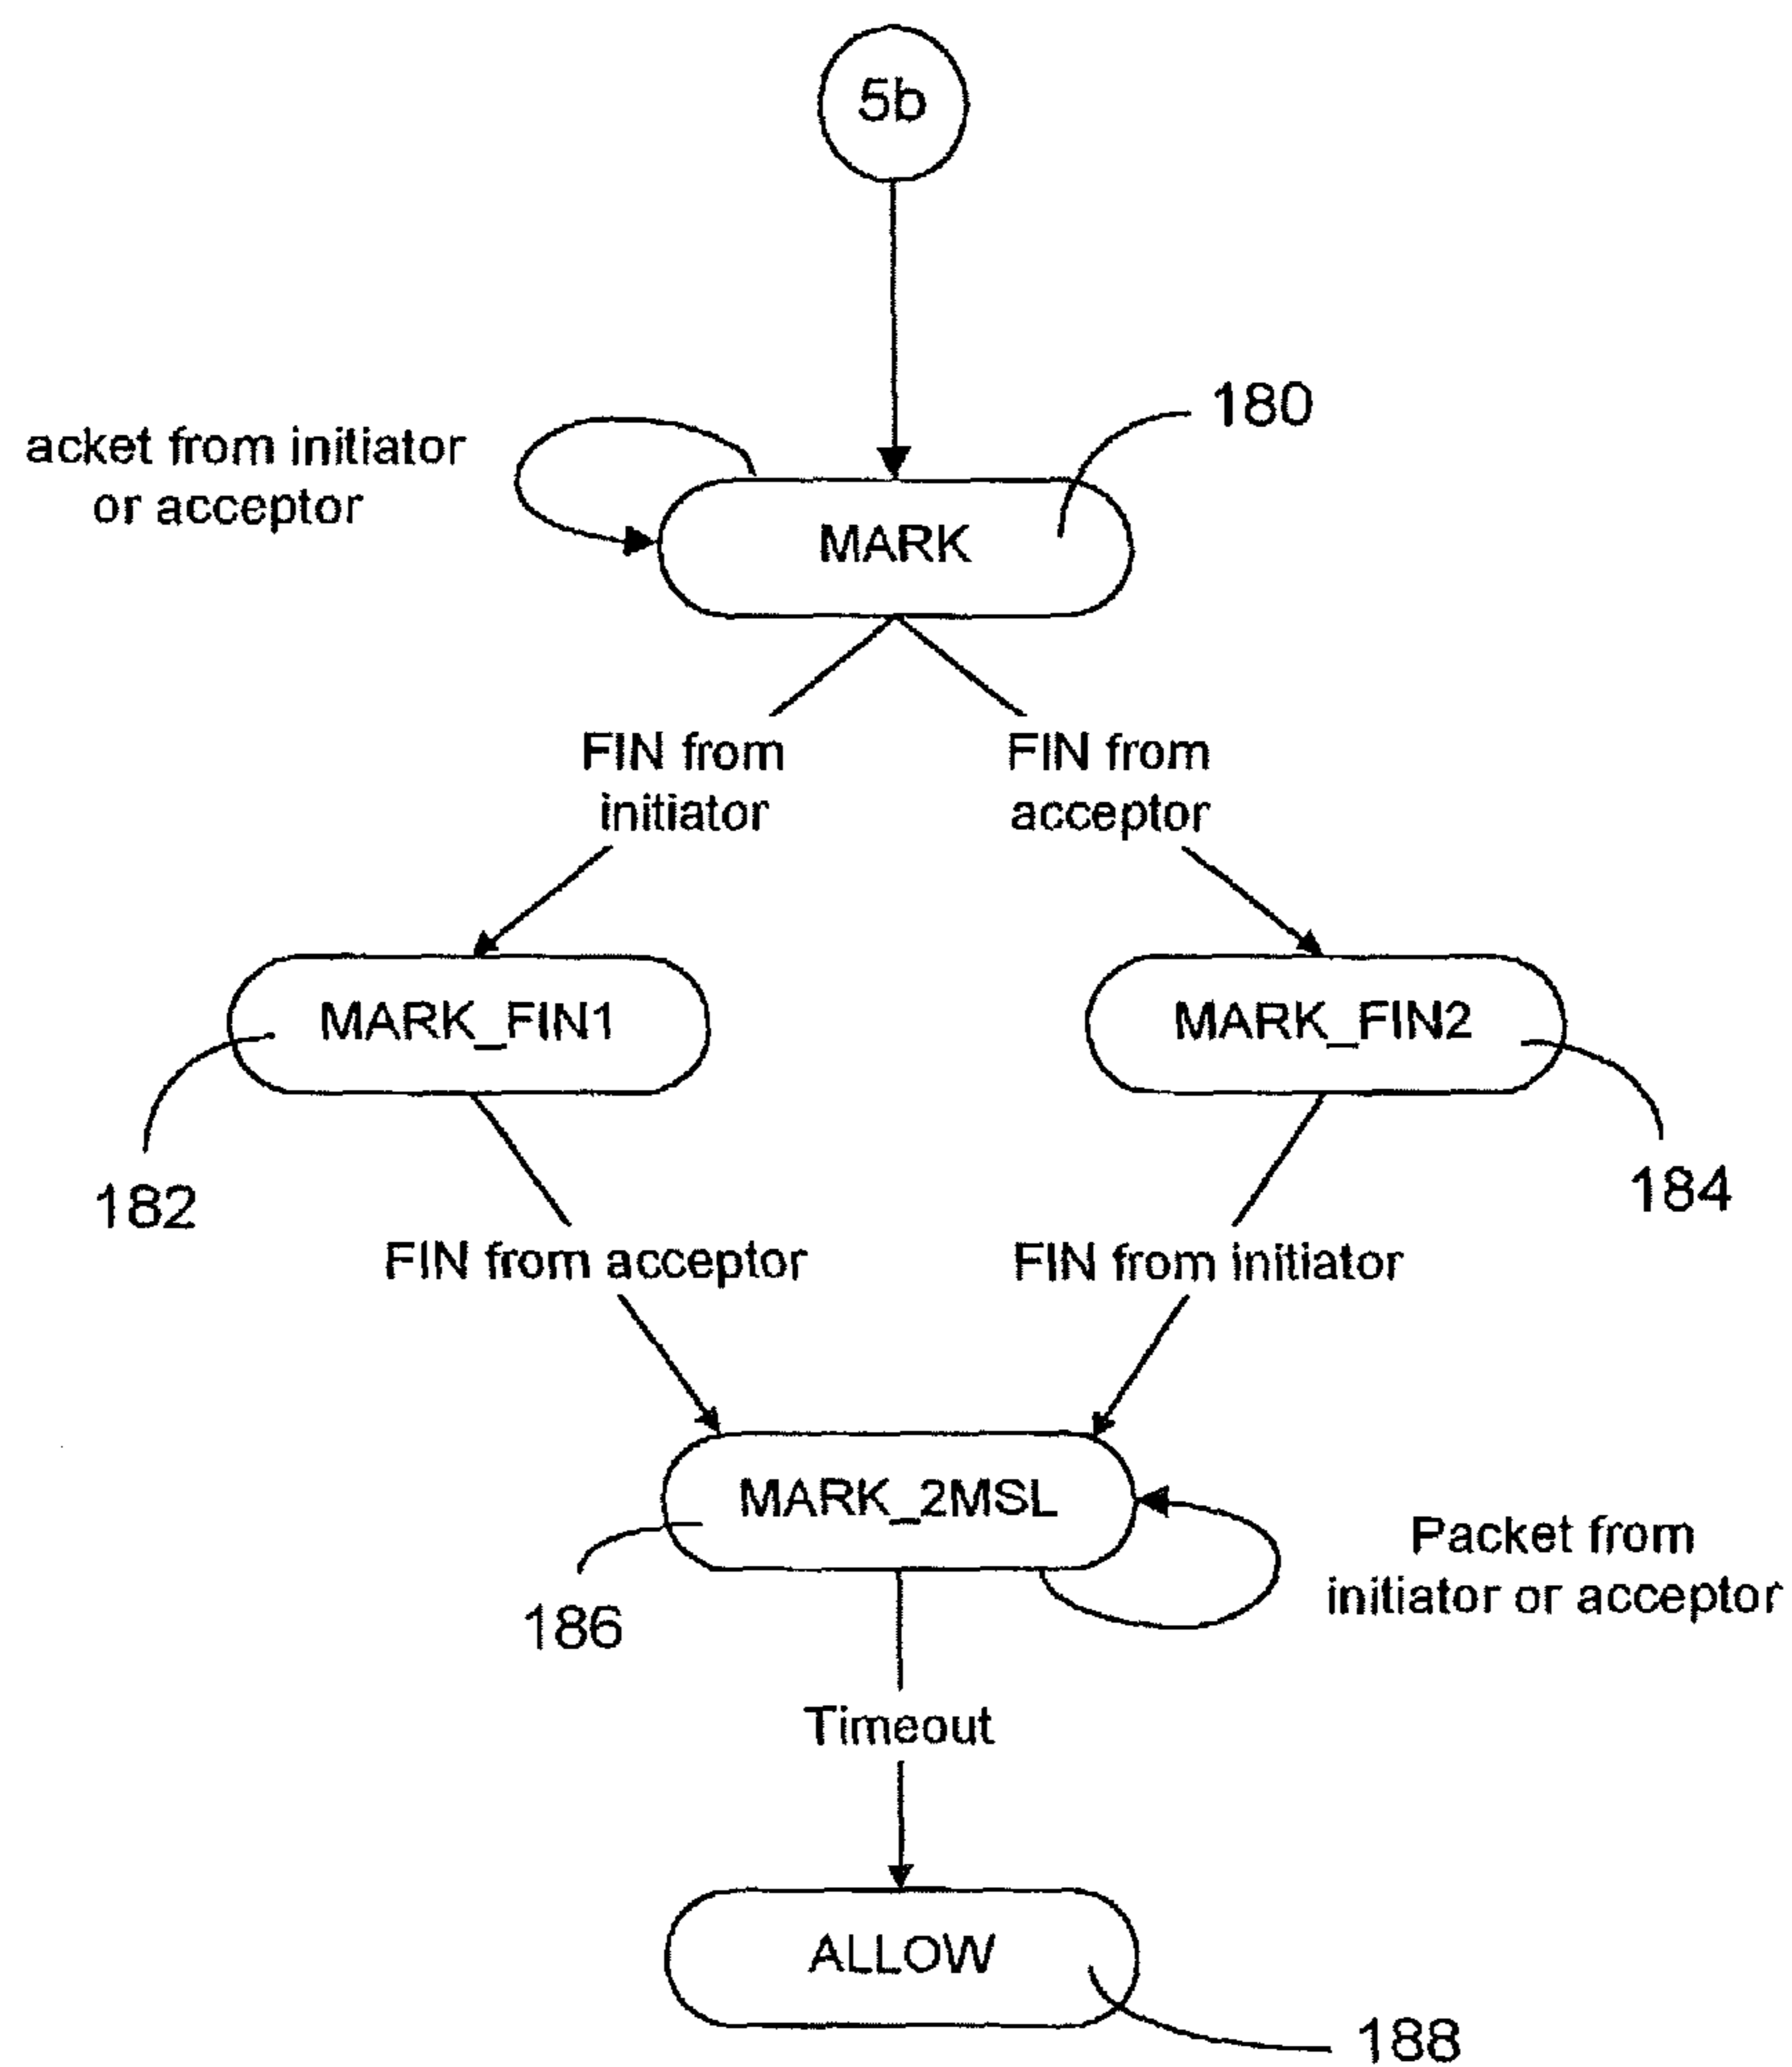 5b
180
acket from initiator
or acceptor
MARK
FIN from
initiator
FIN from
acceptor
MARK_FIN1
MARK_FIN2
182
184
FIN from acceptor
FIN from initiator
MARK_2MSL
Packet from
initiator or acceptor
186
Timeout
ALLOW
188